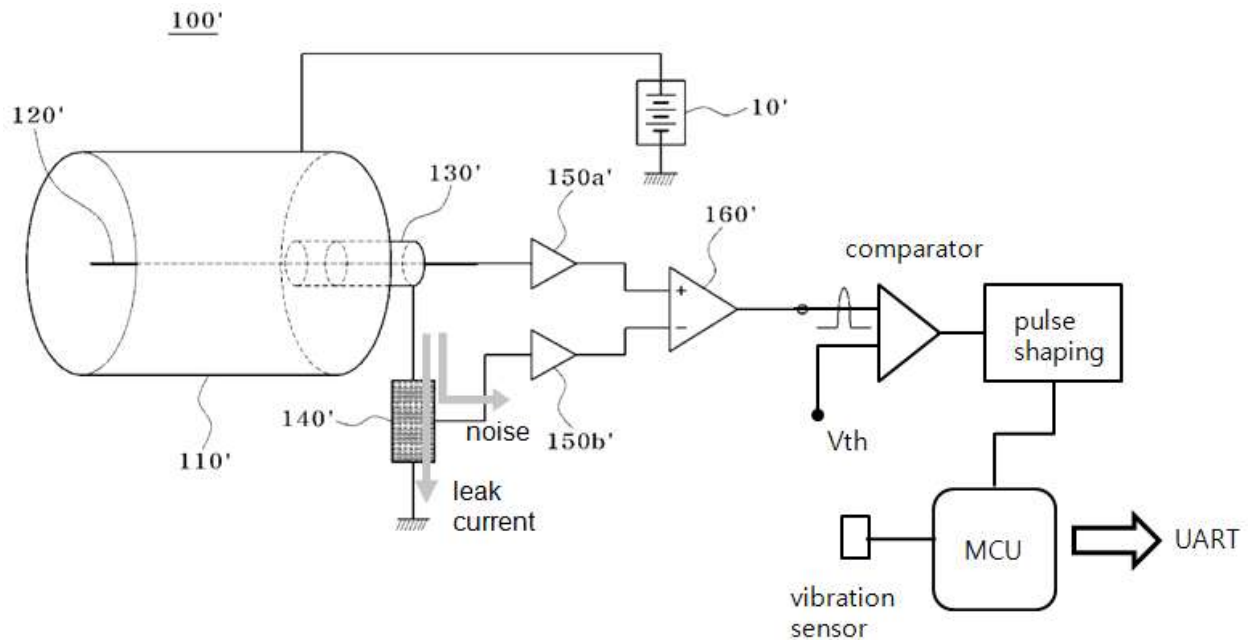 100'
120'
10'
130'
150a'
160'
comparator
+
−
pulse
shaping
140'
noise
150b'
Vth
110'
leak
current
MCU
UART
vibration
sensor